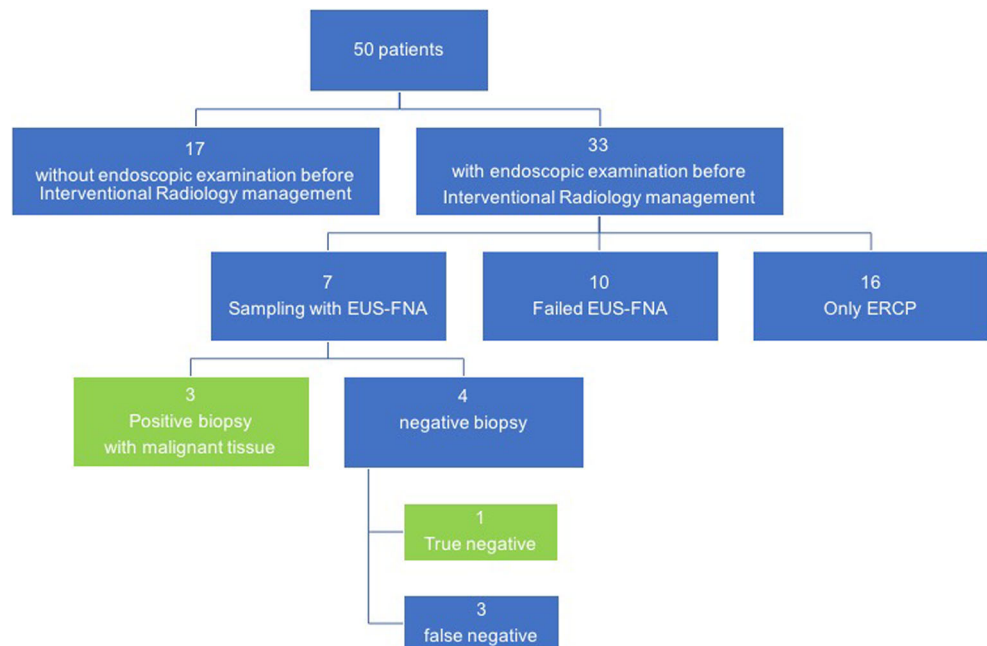 50 patients
17
without endoscopic examination before
Interventional Radiology management
33
with endoscopic examination before
Interventional Radiology management
7
Sampling with EUS-FNA
10
Failed EUS-FNA
16
Only ERCP
3
Positive biopsy
with malignant tissue
4
negative biopsy
1
True negative
3
false negative